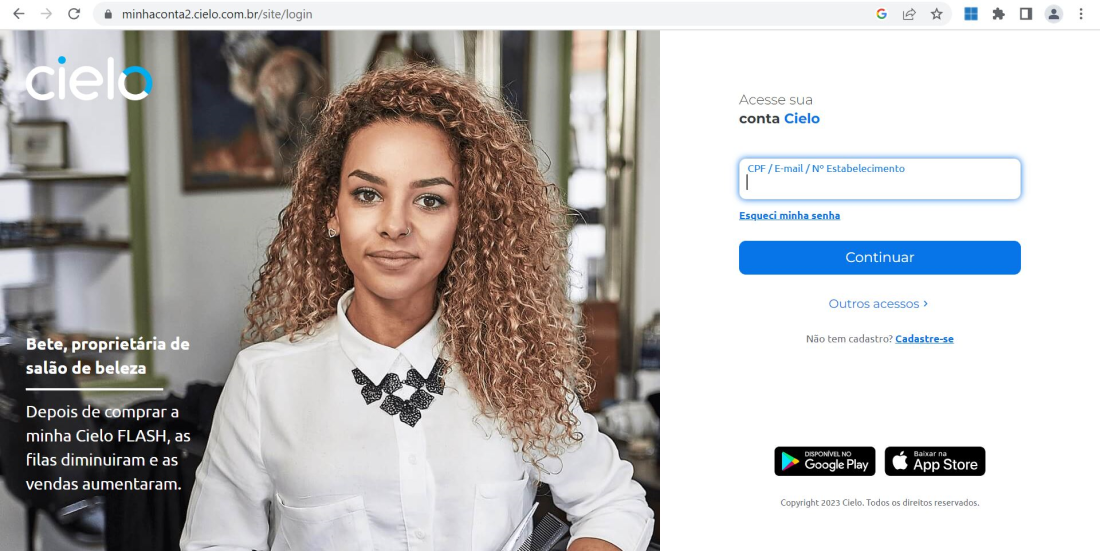 minhaconta2.cielo.com.br/site/login
cielo
Bete, proprietária de
salão de beleza
Depois de comprar a
minha Cielo FLASH, as
filas diminuiram e as
vendas aumentaram.
Acesse sua
conta Cielo
CPF / E-mail / Nº Estabelecimento
Esqueci minha senha
Continuar
Outros acessos ›
Não tem cadastro? Cadastre-se
DISPONÍVEL NO
Google Play
Baixar na
App Store
Copyright 2023 Cielo. Todos os direitos reservados.